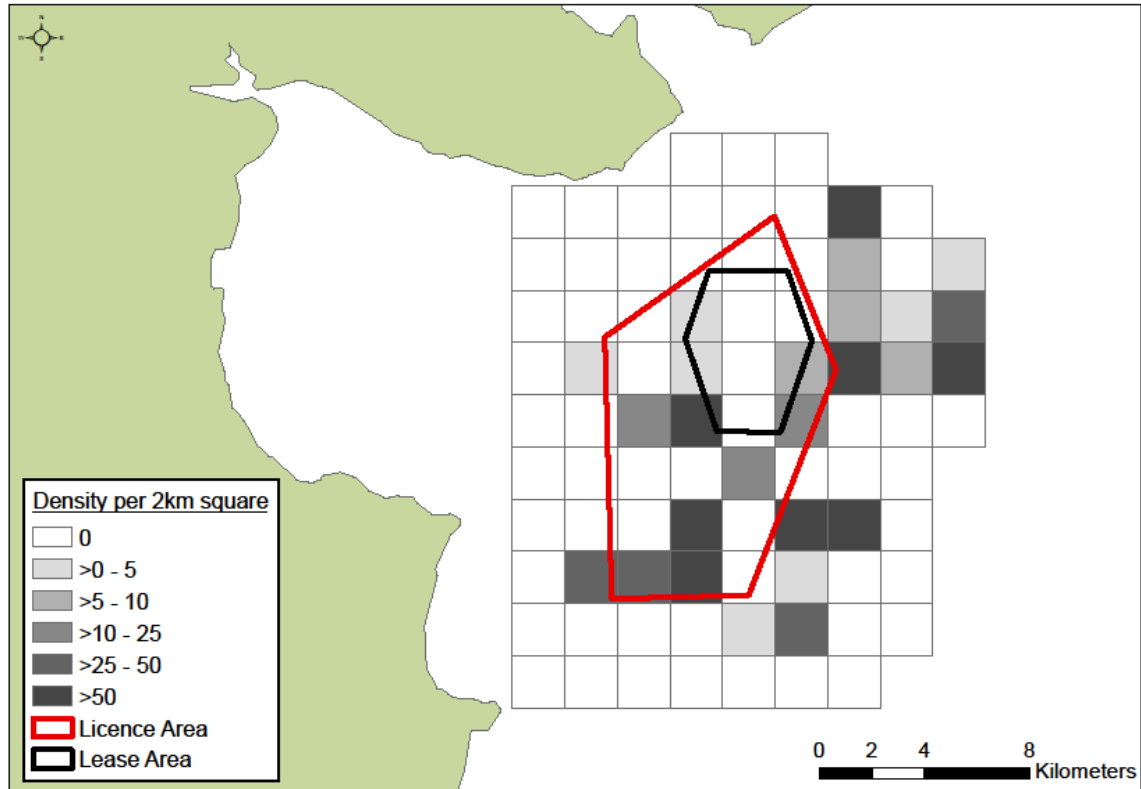 N
W E
S
Density per 2km square
0
>0 - 5
>5 - 10
>10 - 25
>25 - 50
>50
Licence Area
Lease Area
0 2 4 8
Kilometers